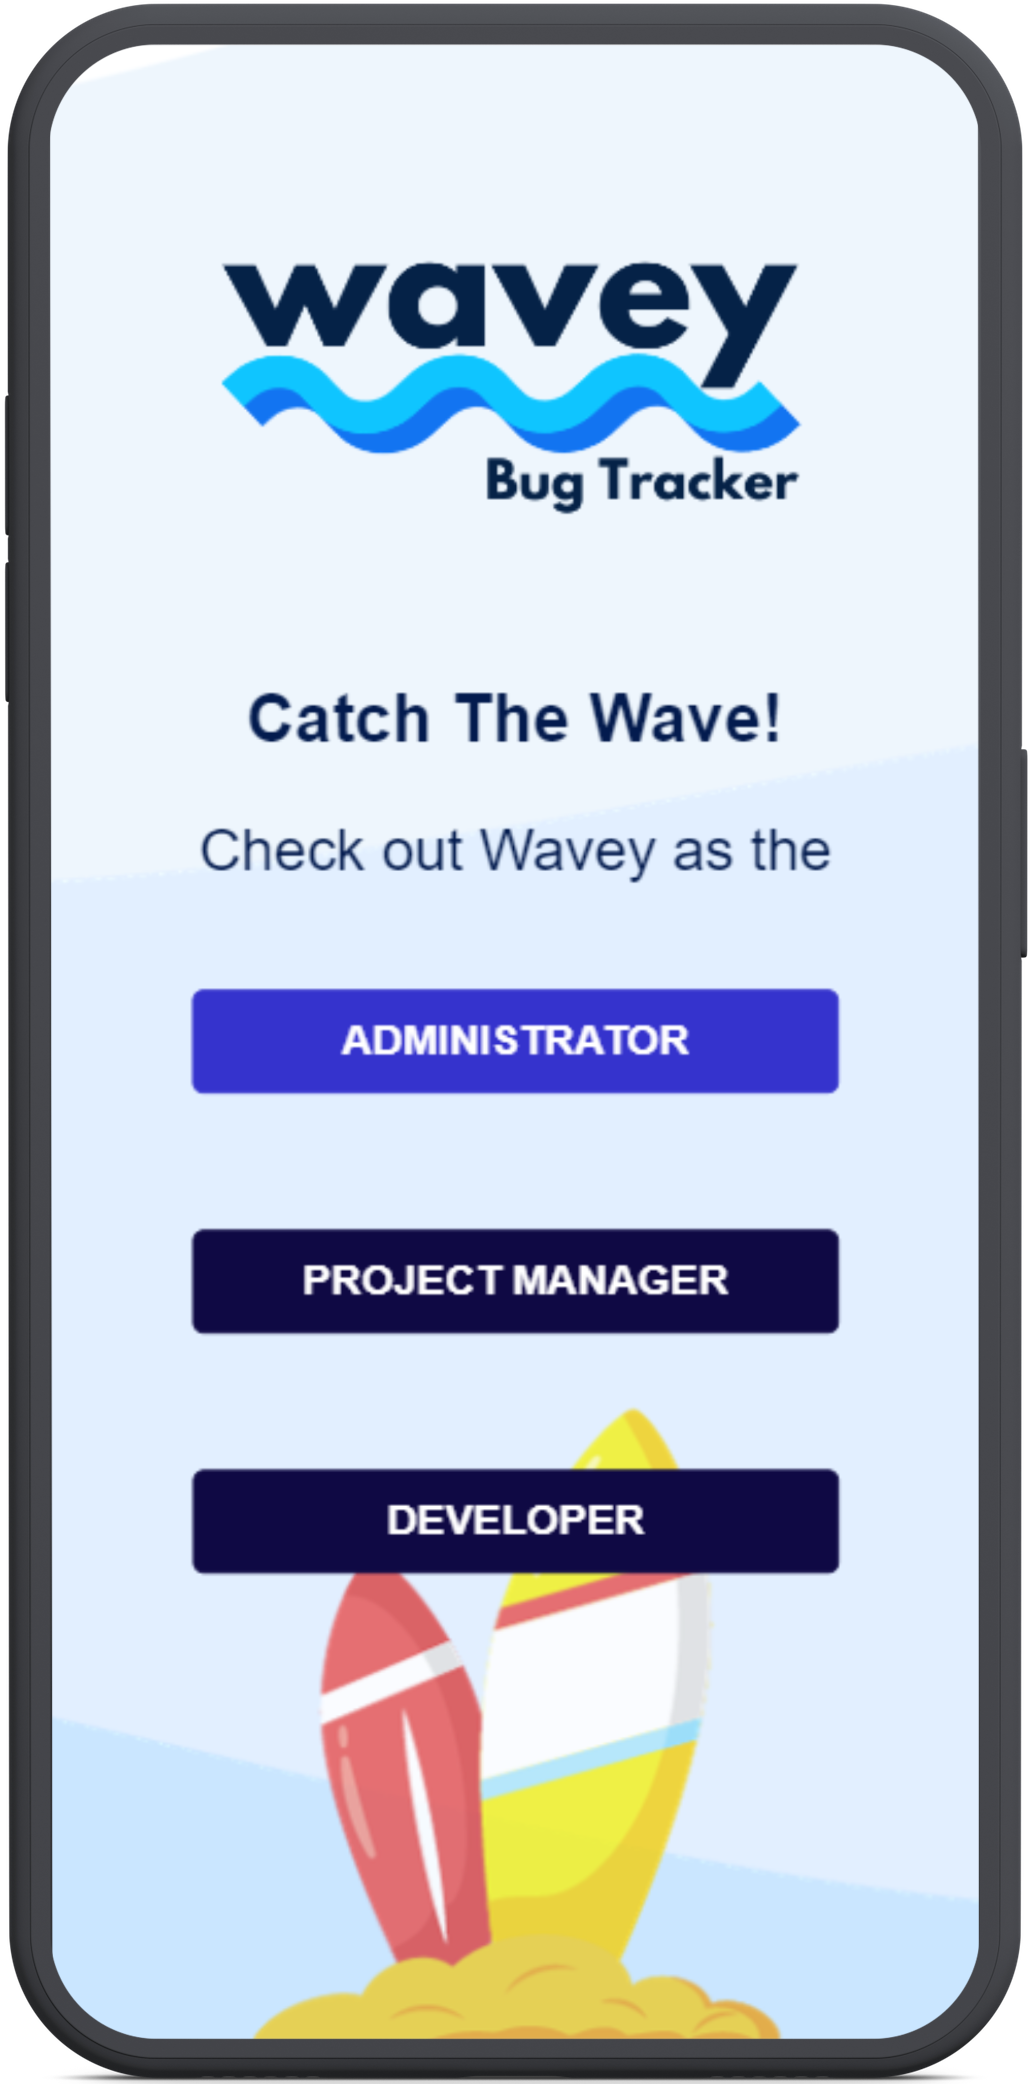 wavey
Bug Tracker
Catch The Wave!
Check out Wavey as the
ADMINISTRATOR
PROJECT MANAGER
DEVELOPER